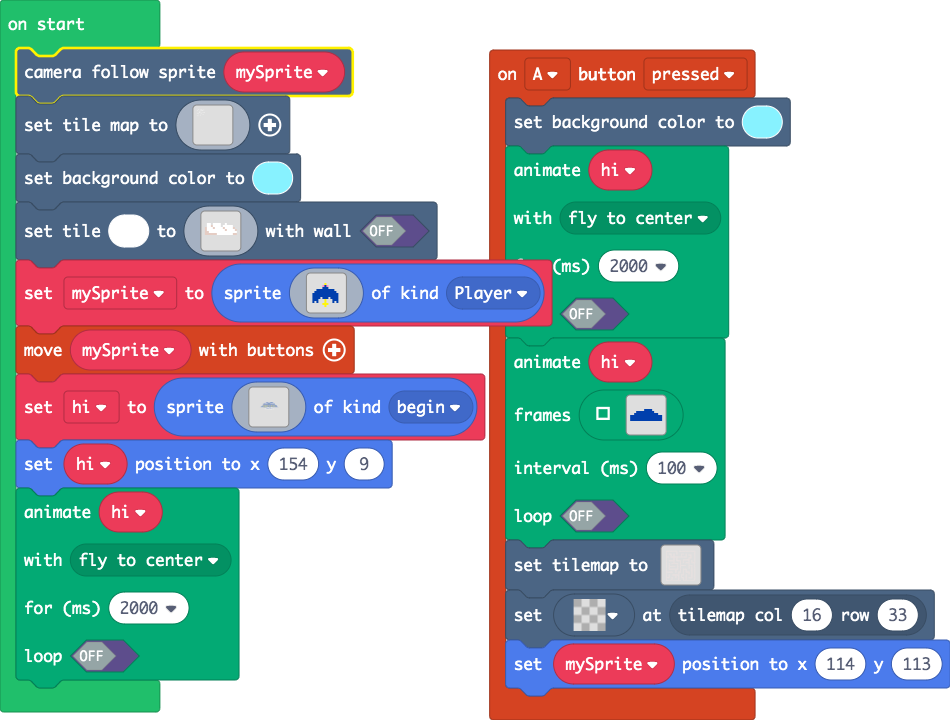 on start
camera follow sprite mySprite
set tile map to
set background color to
set tile to with wall OFF
set mySprite to sprite of kind Player
move mySprite with buttons
set hi to sprite of kind begin
set hi position to x 154 y 9
animate hi
with fly to center
for (ms) 2000
loop OFF
on A button pressed
set background color to
animate hi
with fly to center
(ms) 2000
OFF
animate hi
frames
interval (ms) 100
loop OFF
set tilemap to
set at tilemap col 16 row 33
set mySprite position to x 114 y 113